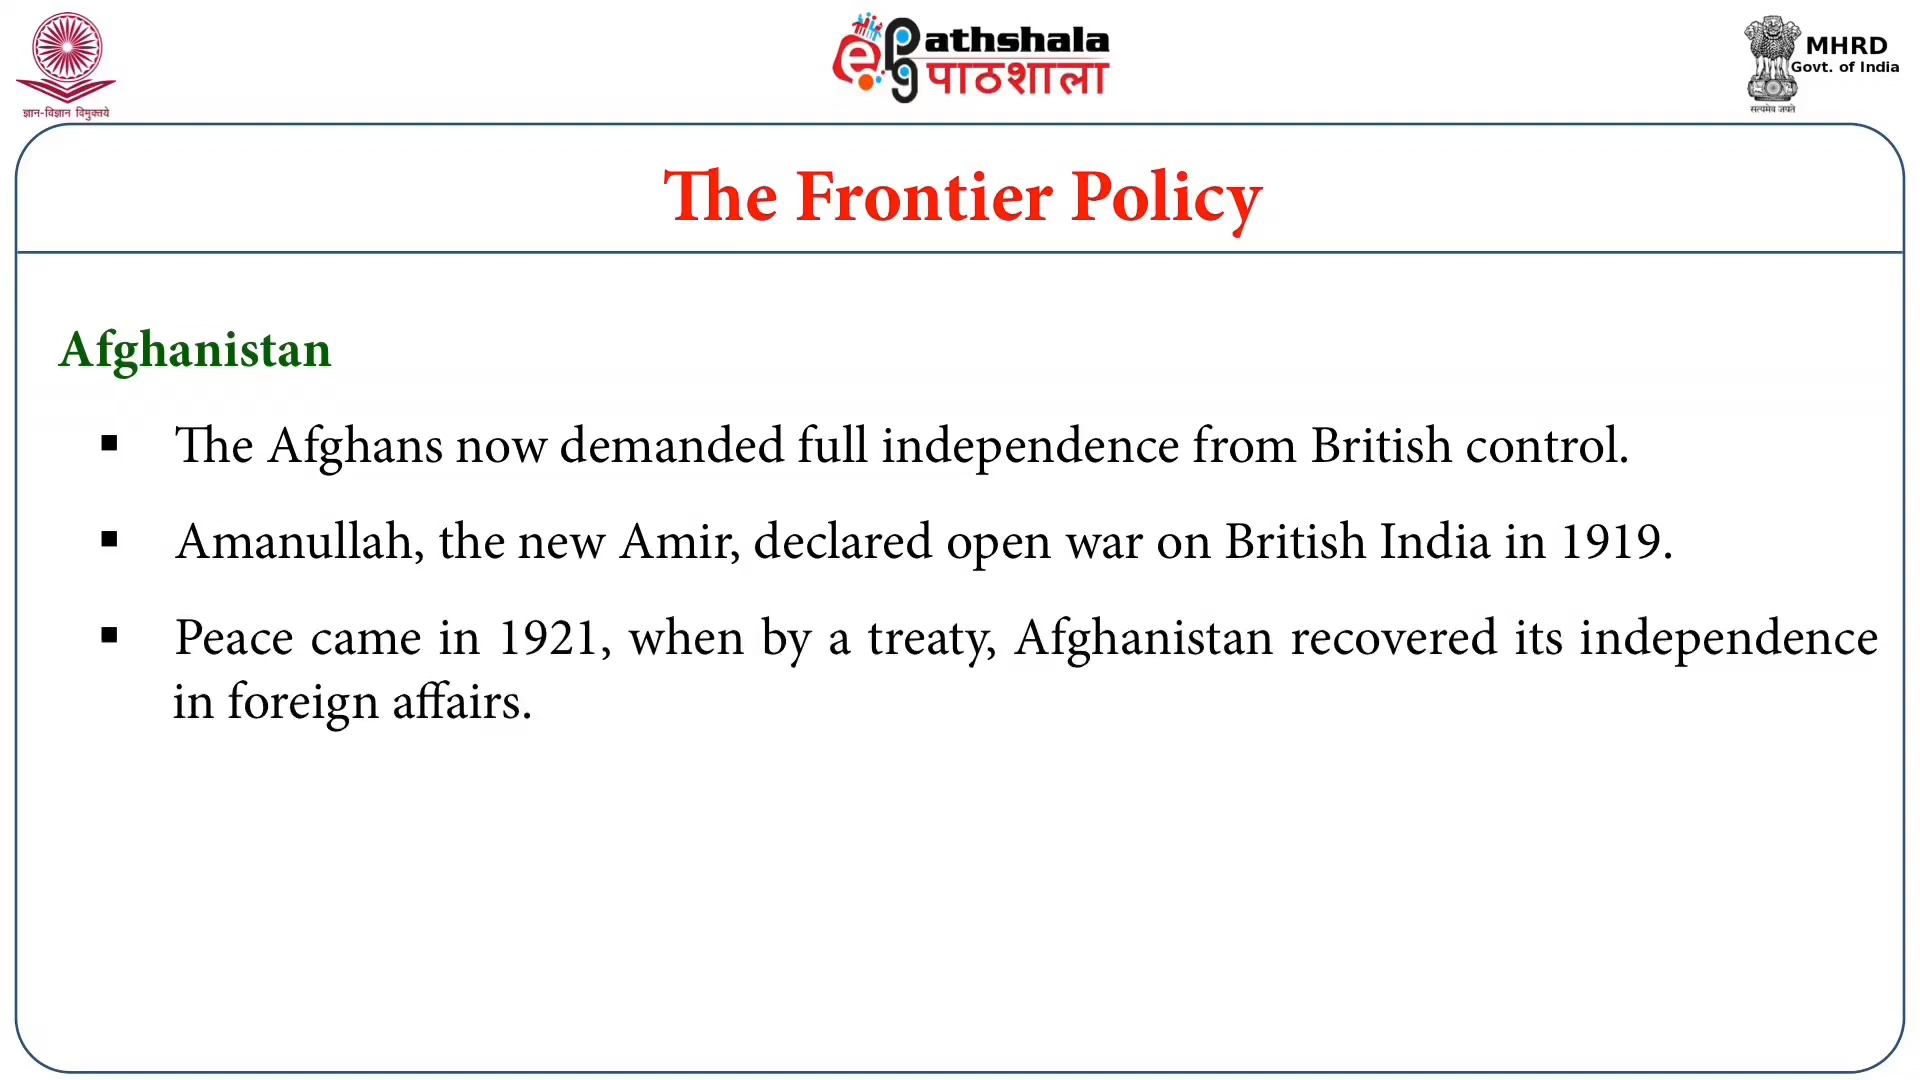 ज्ञान-विज्ञान विमुक्तये
e
pg
Pathshala
पाठशाला
MHRD
Govt. of India
सत्यमेव जयते
The Frontier Policy
Afghanistan
▪ The Afghans now demanded full independence from British control.
▪ Amanullah, the new Amir, declared open war on British India in 1919.
▪ Peace came in 1921, when by a treaty, Afghanistan recovered its independence
in foreign affairs.